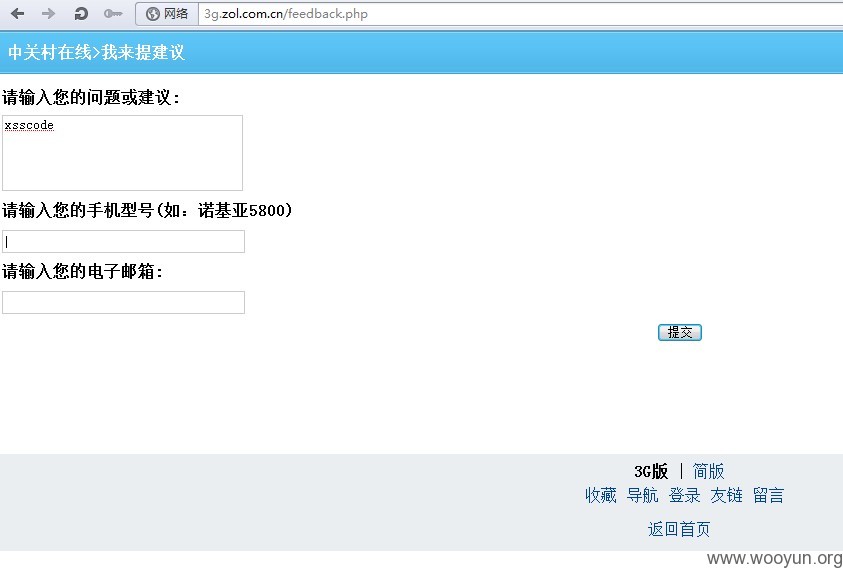 网络 3g.zol.com.cn/feedback.php
中关村在线>我来提建议
请输入您的问题或建议:
xsscode
请输入您的手机型号(如: 诺基亚5800)
请输入您的电子邮箱:
提交
3G版 | 简版
收藏 导航 登录 友链 留言
返回首页
www.wooyun.org